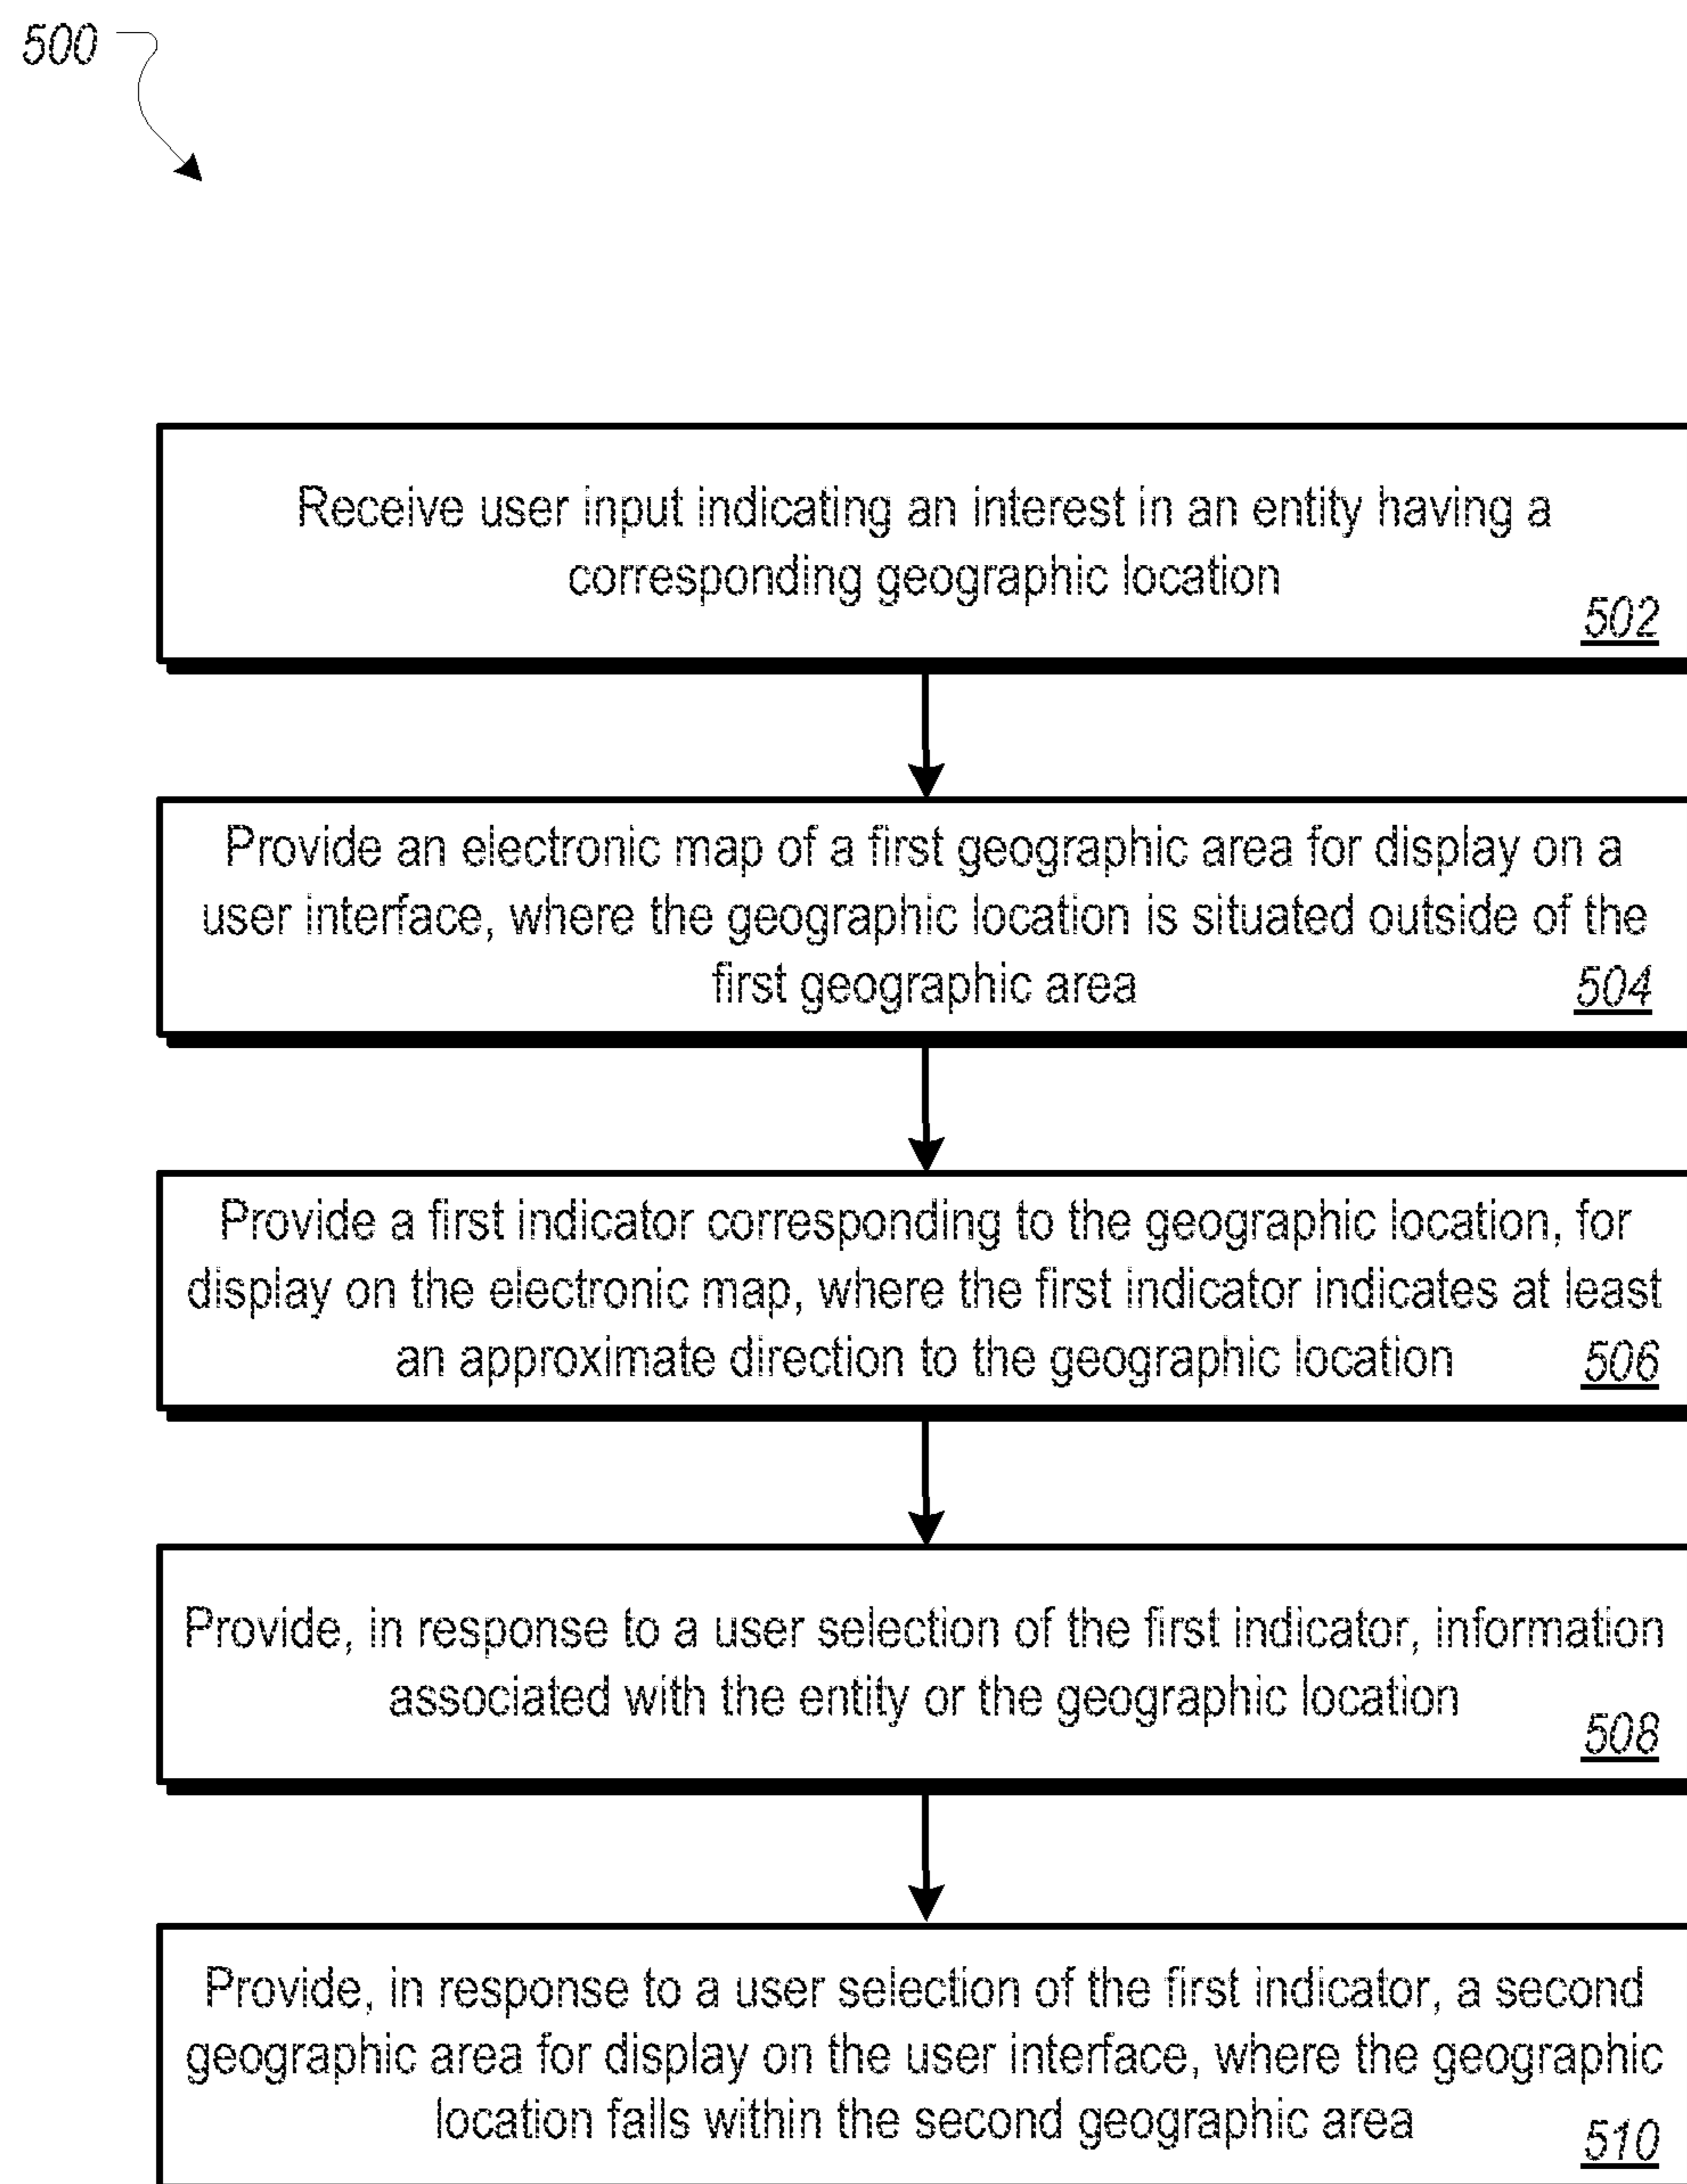 500
Receive user input indicating an interest in an entity having a
corresponding geographic location
502
Provide an electronic map of a first geographic area for display on a
user interface, where the geographic location is situated outside of the
first geographic area
504
Provide a first indicator corresponding to the geographic location, for
display on the electronic map, where the first indicator indicates at least
an approximate direction to the geographic location
506
Provide, in response to a user selection of the first indicator, information
associated with the entity or the geographic location
508
Provide, in response to a user selection of the first indicator, a second
geographic area for display on the user interface, where the geographic
location falls within the second geographic area
510